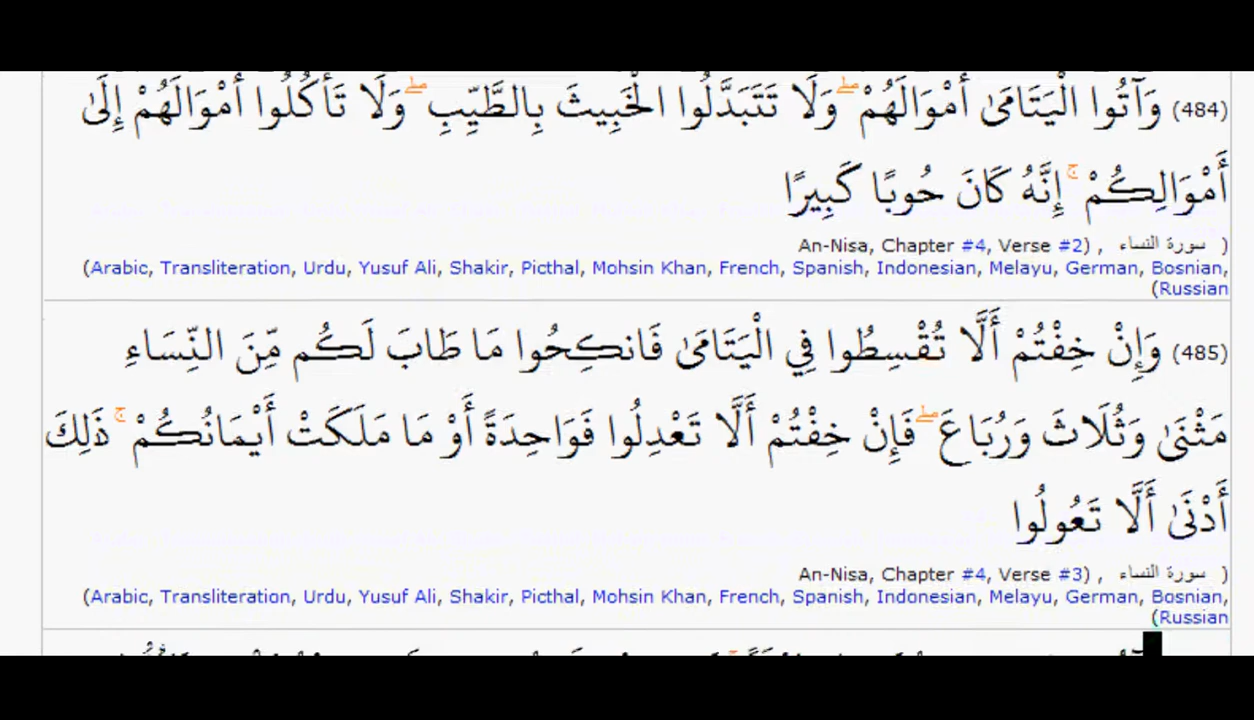 (484) وَآتُوا الْيَتَامَىٰ أَمْوَالَهُمْ ۖ وَلَا تَتَبَدَّلُوا الْخَبِيثَ بِالطَّيِّبِ ۖ وَلَا تَأْكُلُوا أَمْوَالَهُمْ إِلَىٰ
أَمْوَالِكُمْ ۚ إِنَّهُ كَانَ حُوبًا كَبِيرًا
( سورة النساء , An-Nisa, Chapter #4, Verse #2)
(Arabic, Transliteration, Urdu, Yusuf Ali, Shakir, Picthal, Mohsin Khan, French, Spanish, Indonesian, Melayu, German, Bosnian,
(Russian
(485) وَإِنْ خِفْتُمْ أَلَّا تُقْسِطُوا فِي الْيَتَامَىٰ فَانكِحُوا مَا طَابَ لَكُم مِّنَ النِّسَاءِ
مَثْنَىٰ وَثُلَاثَ وَرُبَاعَ ۖ فَإِنْ خِفْتُمْ أَلَّا تَعْدِلُوا فَوَاحِدَةً أَوْ مَا مَلَكَتْ أَيْمَانُكُمْ ۚ ذَٰلِكَ
أَدْنَىٰ أَلَّا تَعُولُوا
( سورة النساء , An-Nisa, Chapter #4, Verse #3)
(Arabic, Transliteration, Urdu, Yusuf Ali, Shakir, Picthal, Mohsin Khan, French, Spanish, Indonesian, Melayu, German, Bosnian,
(Russian